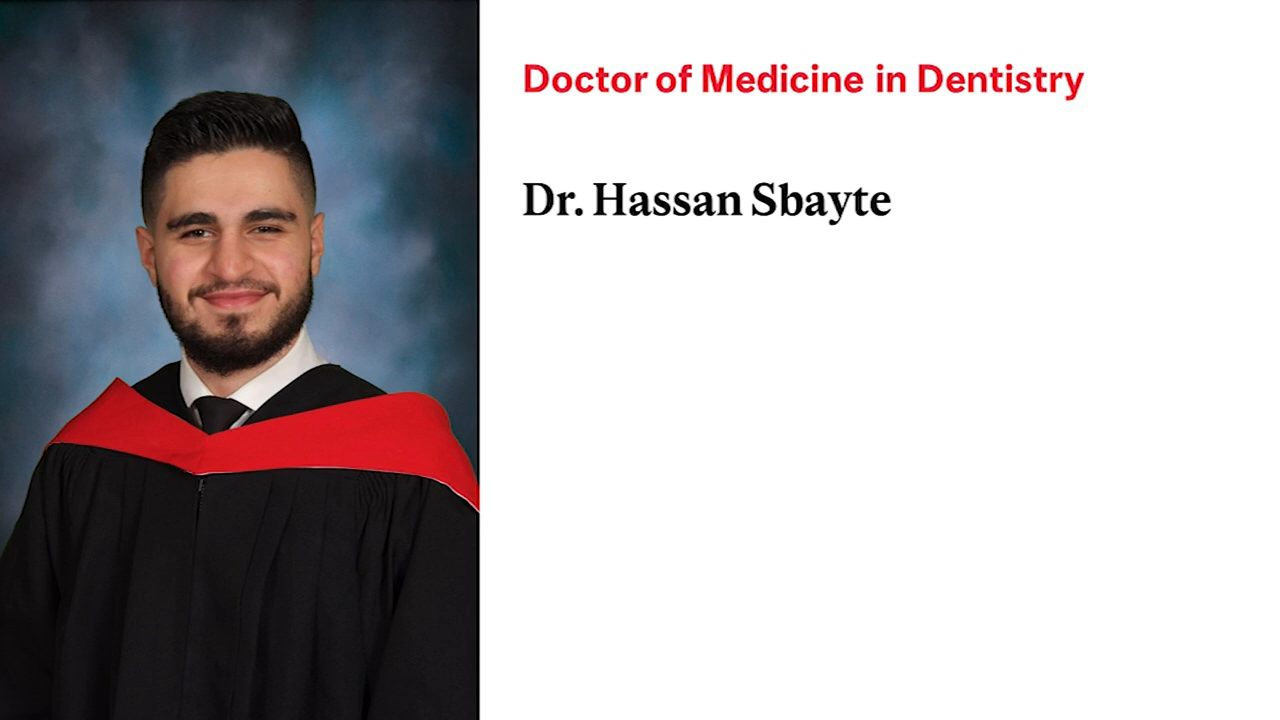 Doctor of Medicine in Dentistry
Dr. Hassan Sbayte